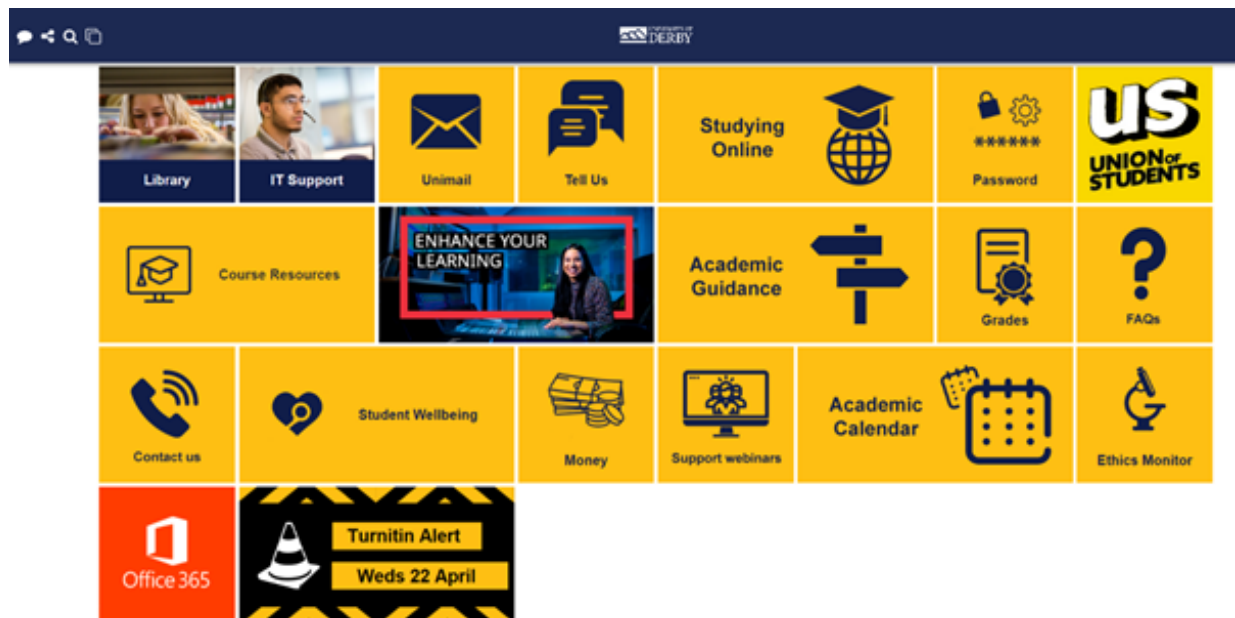 UNIVERSITY OF
DERBY
Library
IT Support
Unimail
Tell Us
Studying
Online
******
Password
US
UNION OF
STUDENTS
Course Resources
ENHANCE YOUR
LEARNING
Academic
Guidance
Grades
?
FAQs
Contact us
Student Wellbeing
Money
Support webinars
Academic
Calendar
Ethics Monitor
Office 365
Turnitin Alert
Weds 22 April